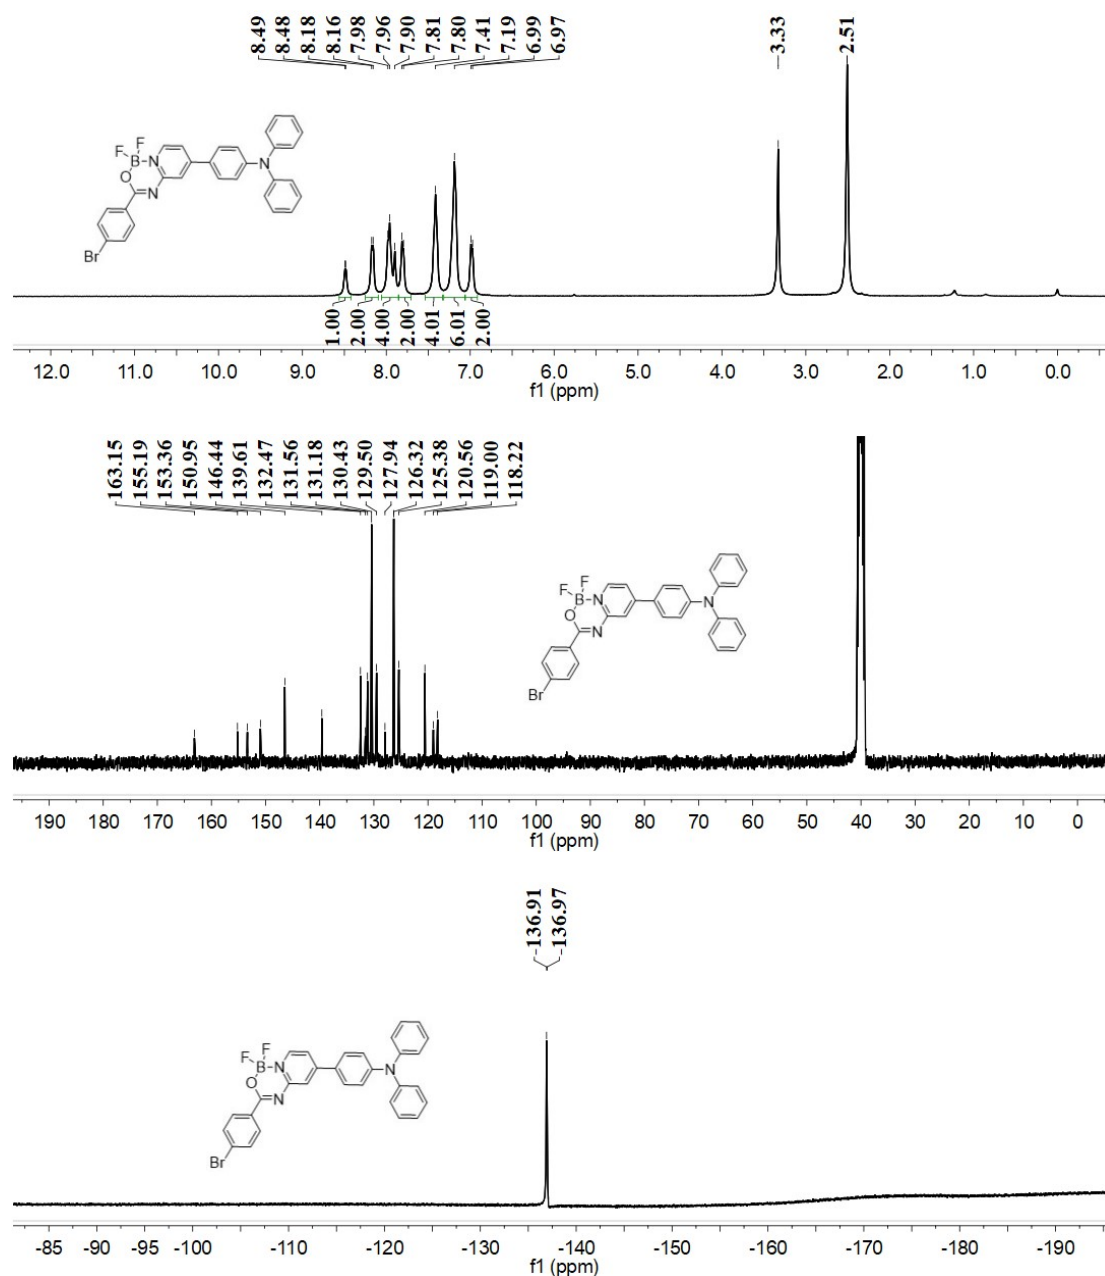 8.49 8.48 8.18 8.16 7.98 7.96 7.90 7.81 7.80 7.41 7.19 6.99 6.97 3.33 2.51
F F
B N N
O N
Br
1.00 2.00 4.00 2.00 4.01 6.01 2.00
12.0 11.0 10.0 9.0 8.0 7.0 6.0 5.0 4.0 3.0 2.0 1.0 0.0
f1 (ppm)
163.15 155.19 153.36 150.95 146.44 139.61 132.47 131.56 131.18 130.43 129.50 127.94 126.32 125.38 120.56 119.00 118.22
F F
B N N
O N
Br
190 180 170 160 150 140 130 120 110 100 90 80 70 60 50 40 30 20 10 0
f1 (ppm)
-136.91 -136.97
F F
B N N
O N
Br
-85 -90 -95 -100 -110 -120 -130 -140 -150 -160 -170 -180 -190
f1 (ppm)